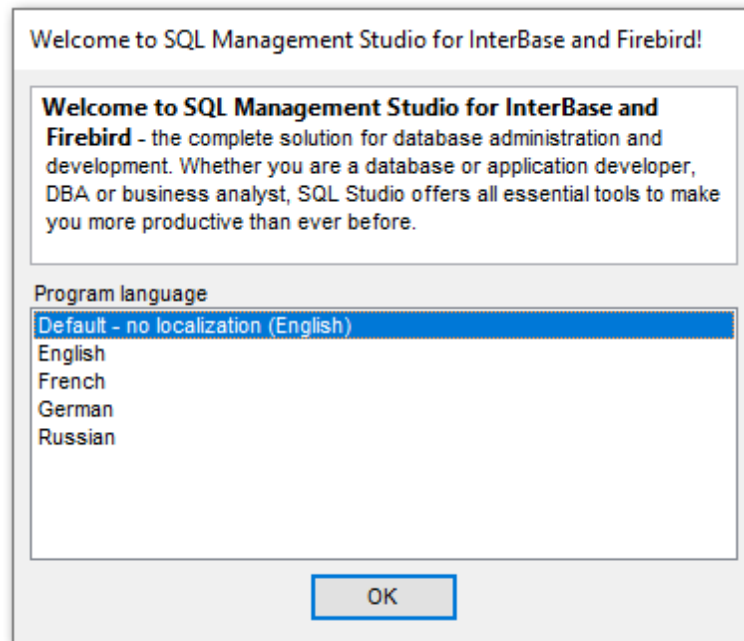 Welcome to SQL Management Studio for InterBase and Firebird!
Welcome to SQL Management Studio for InterBase and
Firebird - the complete solution for database administration and
development. Whether you are a database or application developer,
DBA or business analyst, SQL Studio offers all essential tools to make
you more productive than ever before.
Program language
Default - no localization (English)
English
French
German
Russian
OK